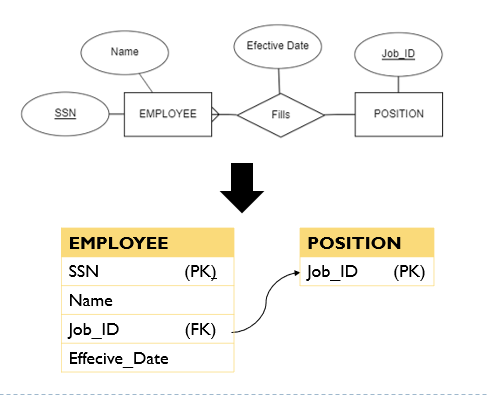 Name
Efective Date
Job_ID
SSN
EMPLOYEE
Fills
POSITION
EMPLOYEE
SSN (PK)
Name
Job_ID (FK)
Effecive_Date
POSITION
Job_ID (PK)